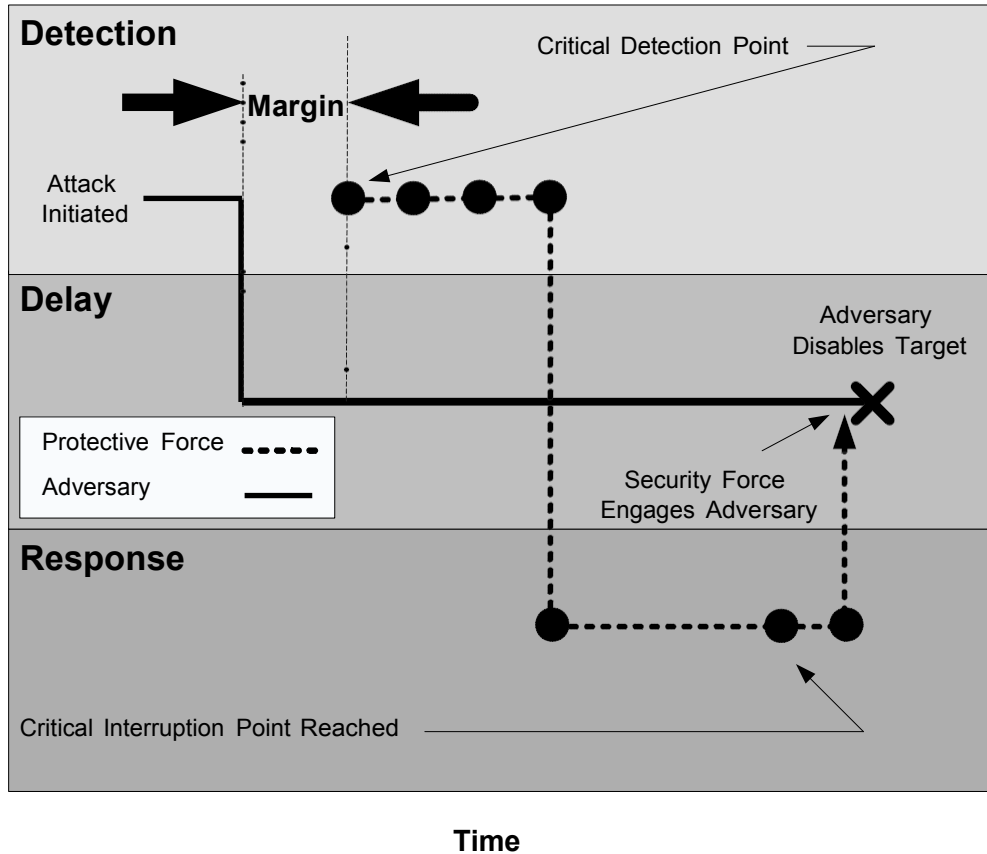 Detection
Critical Detection Point
Margin
Attack
Initiated
Delay
Adversary
Disables Target
Protective Force
Adversary
Security Force
Engages Adversary
Response
Critical Interruption Point Reached
Time